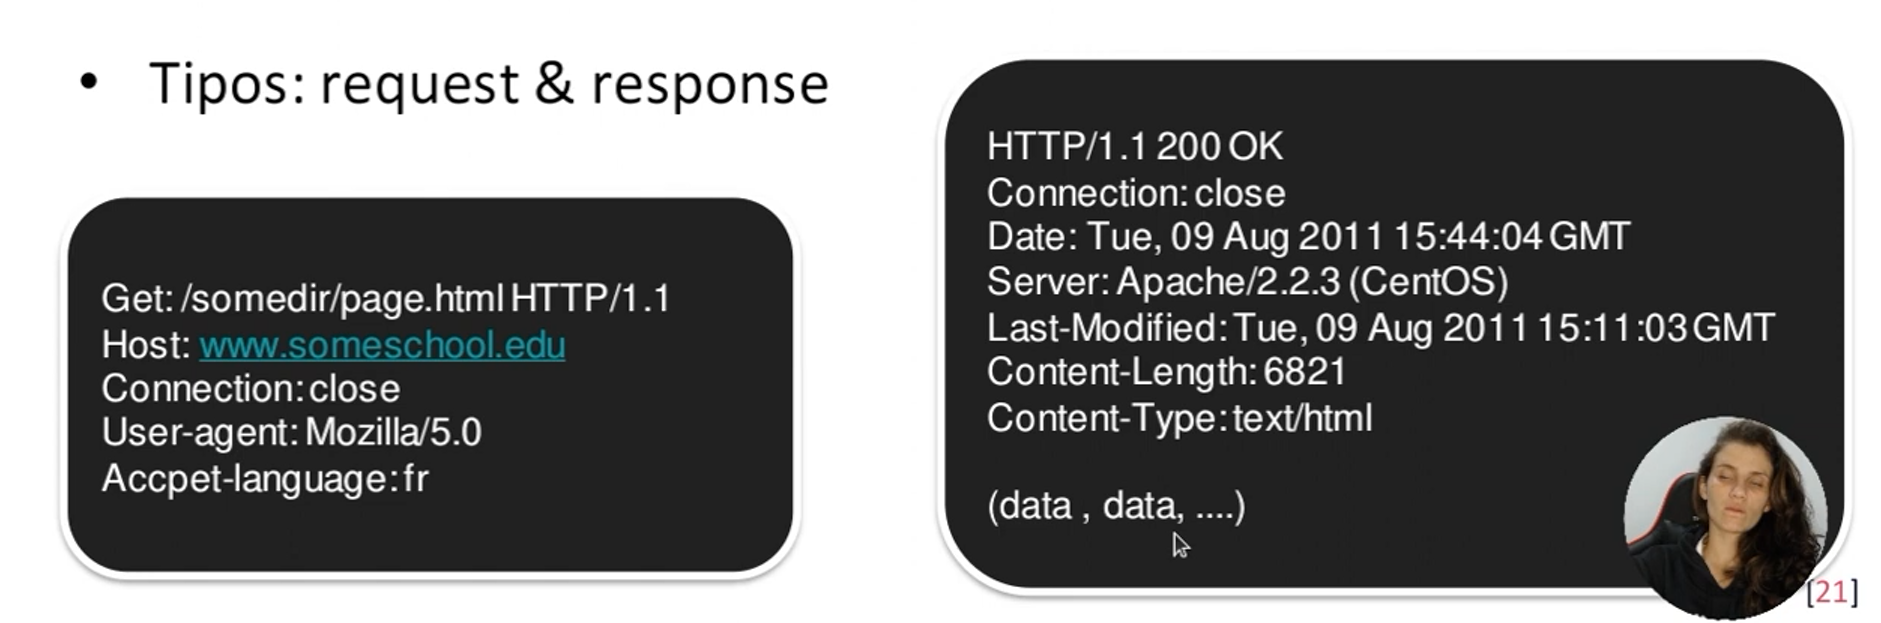 • Tipos: request & response
Get: /somedir/page.html HTTP/1.1
Host: www.someschool.edu
Connection: close
User-agent: Mozilla/5.0
Accpet-language: fr
HTTP/1.1 200 OK
Connection: close
Date: Tue, 09 Aug 2011 15:44:04 GMT
Server: Apache/2.2.3 (CentOS)
Last-Modified: Tue, 09 Aug 2011 15:11:03 GMT
Content-Length: 6821
Content-Type: text/html
(data , data, ....)
[21]